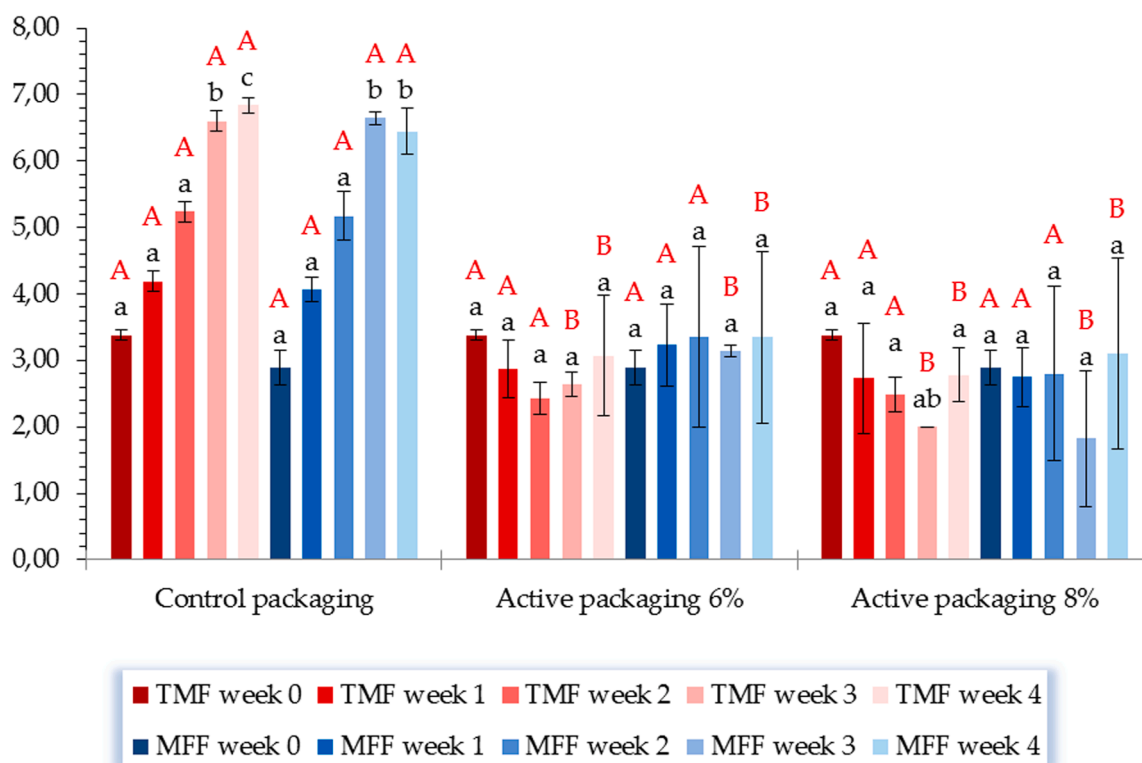 8,00
7,00
6,00
5,00
4,00
3,00
2,00
1,00
0,00
A a
A a
A a
A b
A c
A a
A a
A a
A b
A b
A a
A a
A a
B a
B a
A a
A a
A a
B a
B a
A a
A a
A a
B ab
B a
A a
A a
A a
B a
B a
Control packaging
Active packaging 6%
Active packaging 8%
TMF week 0 TMF week 1 TMF week 2 TMF week 3 TMF week 4
MFF week 0 MFF week 1 MFF week 2 MFF week 3 MFF week 4